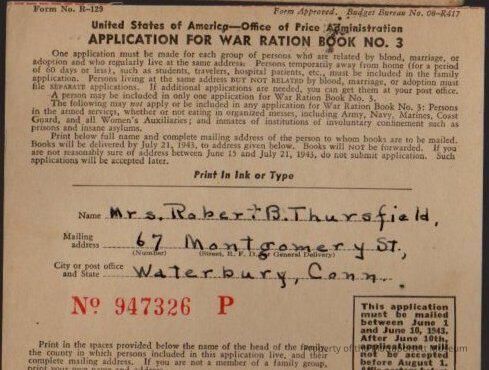 Form No. R-129
Form Approved. Budget Bureau No. 08-R417
United States of America—Office of Price Administration
APPLICATION FOR WAR RATION BOOK NO. 3
One application must be made for each group of persons who are related by blood, marriage, or
adoption and who regularly live at the same address. Persons temporarily away from home (for a period
of 60 days or less), such as students, travelers, hospital patients, etc., must be included in the family
application. Persons living at the same address BUT NOT RELATED by blood, marriage, or adoption must
file SEPARATE applications. If additional applications are needed, you can get them at your post office.
A person may be included in only one application for War Ration Book No. 3.
The following may not apply or be included in any application for War Ration Book No. 3: Persons
in the armed services, whether or not eating in organized messes, including Army, Navy, Marines, Coast
Guard, and all Women's Auxiliaries; and inmates of institutions of involuntary confinement such as
prisons and insane asylums.
Print below full name and complete mailing address of the person to whom books are to be mailed.
Books will be delivered by July 21, 1943, to address given below. Books will NOT be forwarded. If you
are not reasonably sure of address between June 15 and July 21, 1943, do not submit application. Such
applications will be accepted later.
Print In Ink or Type
Name Mrs. Robert B. Thursfield,
Mailing address 67 Montgomery St.,
(Number) (Street, R. F. D., or General Delivery)
City or post office and State Waterbury, Conn.
No 947326 P
This application
must be mailed
between June 1
and June 10, 1943.
After June 10th,
applications will
not be accepted
before August 1.
Print in the spaces provided below the name of the head of the family,
the county in which persons included in this application live, and their
complete mailing address. If you are not a member of a family group,
print your own name and address.
Property of the Museum